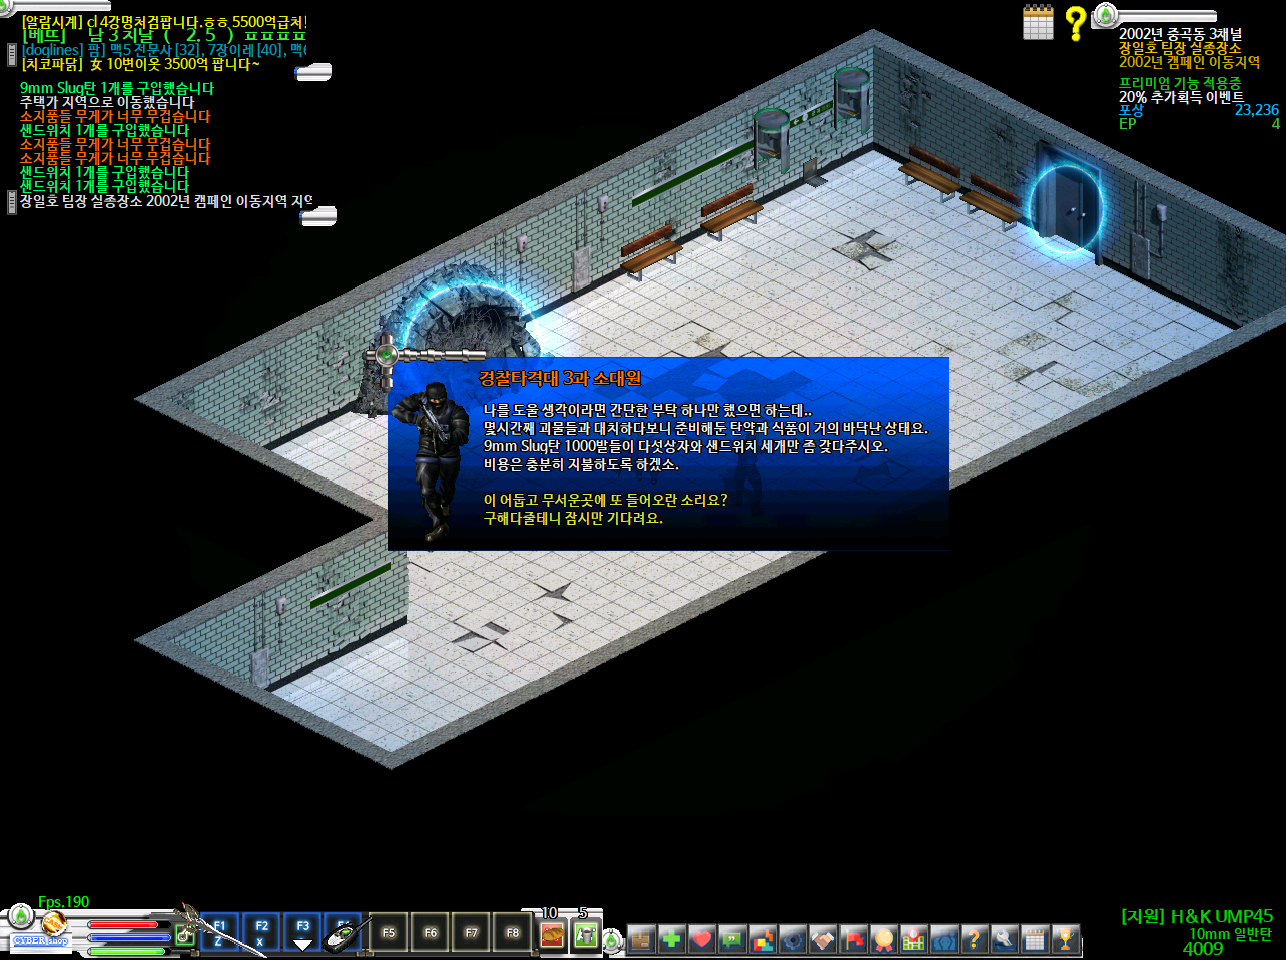 [알람시계] cl 4강명처검팝니다.ㅎㅎ 5500억급처!
[베뜨] 남 3 지날 ( 2. 5 ) ㅍㅍㅍㅍ
[doglines] 팜] 맥5 전문사 [32], 7장이레 [40], 맥6
[치코파닭] 女 10변이웃 3500억 팝니다~
9mm Slug탄 1개를 구입했습니다
주택가 지역으로 이동했습니다
소지품들 무게가 너무 무겁습니다
샌드위치 1개를 구입했습니다
소지품들 무게가 너무 무겁습니다
소지품들 무게가 너무 무겁습니다
샌드위치 1개를 구입했습니다
샌드위치 1개를 구입했습니다
장일호 팀장 실종장소 2002년 캠페인 이동지역 지역
2002년 중곡동 3채널
장일호 팀장 실종장소
2002년 캠페인 이동지역
프리미엄 기능 적용중
20% 추가획득 이벤트
포상 23,236
EP 4
경찰타격대 3과 소대원
나를 도울 생각이라면 간단한 부탁 하나만 했으면 하는데..
몇시간째 괴물들과 대치하다보니 준비해둔 탄약과 식품이 거의 바닥난 상태요.
9mm Slug탄 1000발들이 다섯상자와 샌드위치 세개만 좀 갖다주시오.
비용은 충분히 지불하도록 하겠소.
이 어둡고 무서운곳에 또 들어오란 소리요?
구해다줄테니 잠시만 기다려요.
Fps.190
CYBER shop
F1 F2 F3 F4 F5 F6 F7 F8
Z X
10 5
[지원] H&K UMP45
10mm 일반탄
4009